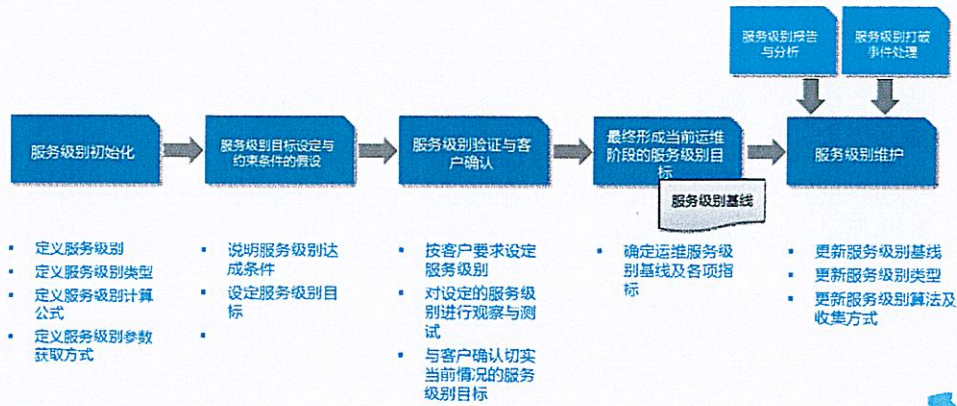 服务级别报告
与分析
服务级别打破
事件处理
服务级别初始化
服务级别目标设定与
约束条件的假设
服务级别验证与客
户确认
最终形成当前运维
阶段的服务级别目
标
服务级别基线
服务级别维护
▪ 定义服务级别
▪ 定义服务级别类型
▪ 定义服务级别计算
公式
▪ 定义服务级别参数
获取方式
▪ 说明服务级别达
成条件
▪ 设定服务级别目
标
▪ 按客户要求设定
服务级别
▪ 对设定的服务级
别进行观察与测
试
▪ 与客户确认切实
当前情况的服务
级别目标
▪ 确定运维服务级
别基线及各项指
标
▪ 更新服务级别基线
▪ 更新服务级别类型
▪ 更新服务级别算法及
收集方式